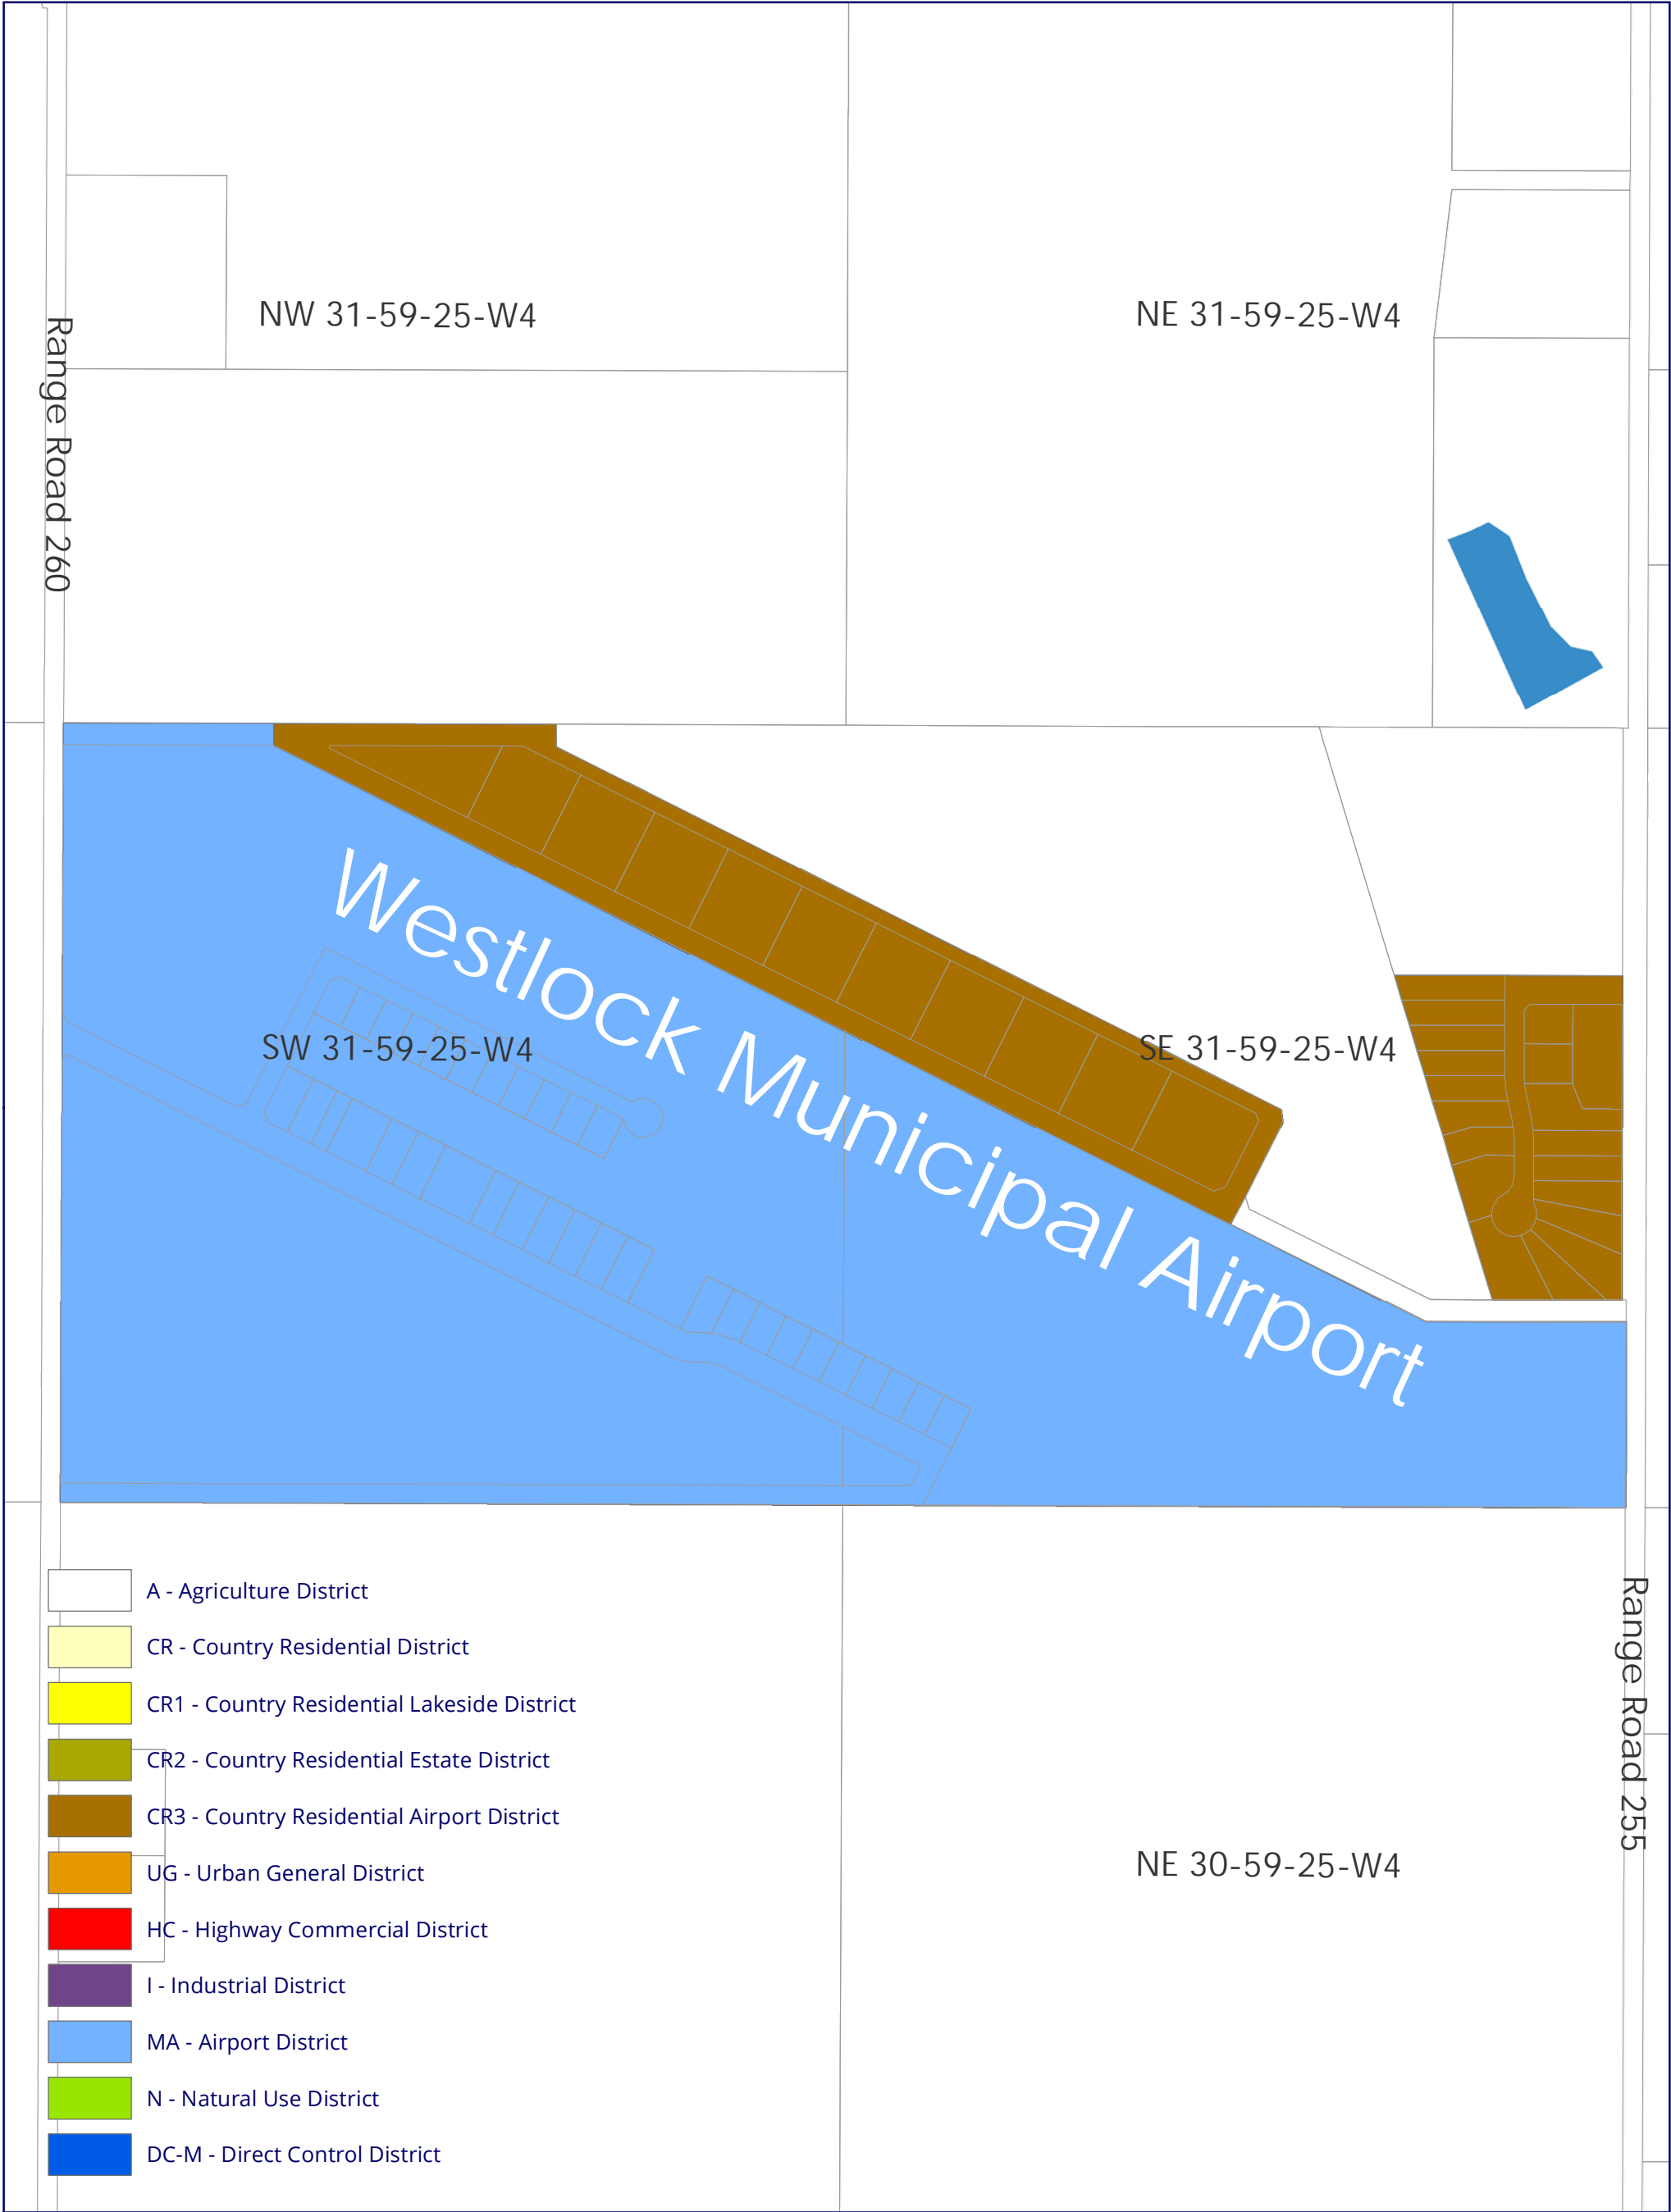 NW 31-59-25-W4
NE 31-59-25-W4
Range Road 260
Westlock Municipal Airport
SW 31-59-25-W4
SE 31-59-25-W4
A - Agriculture District
CR - Country Residential District
CR1 - Country Residential Lakeside District
CR2 - Country Residential Estate District
CR3 - Country Residential Airport District
UG - Urban General District
HC - Highway Commercial District
I - Industrial District
MA - Airport District
N - Natural Use District
DC-M - Direct Control District
Range Road 255
NE 30-59-25-W4